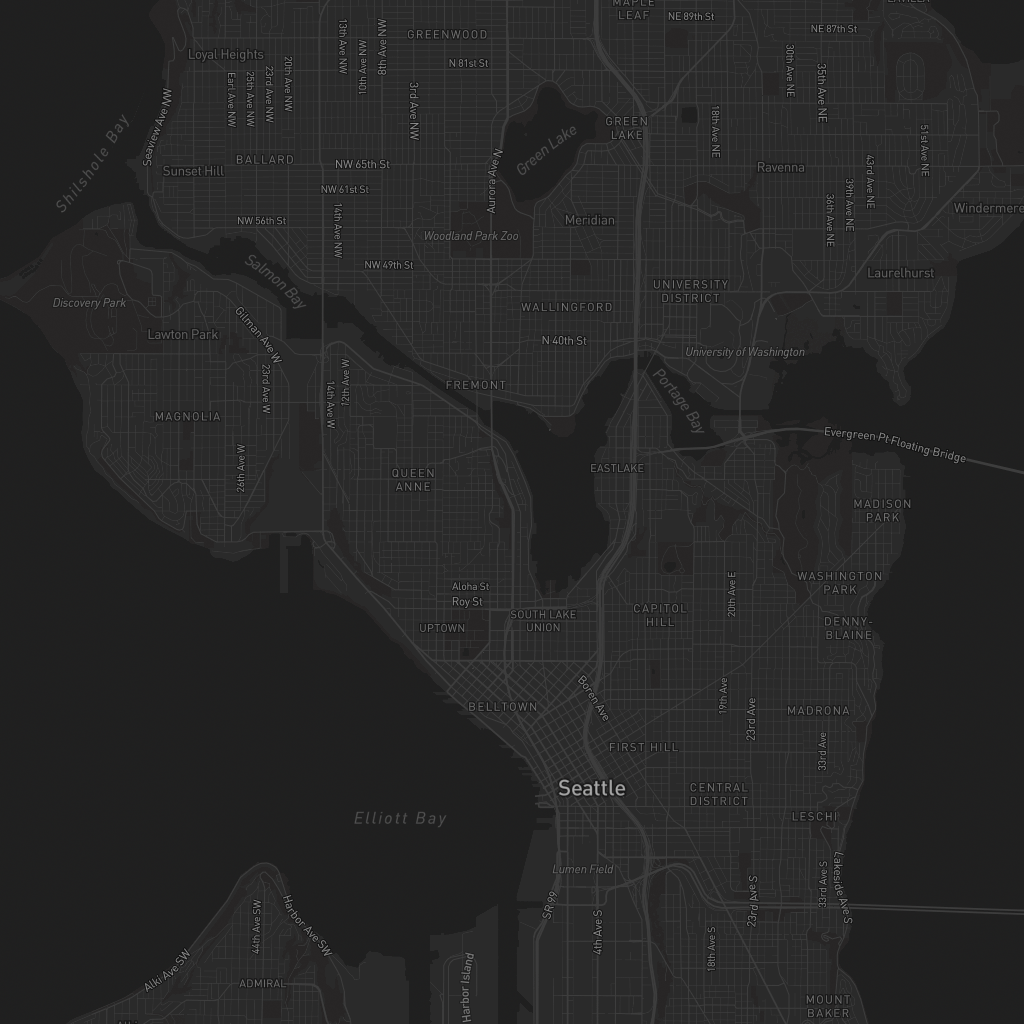 MAPLE
LEAF
NE 89th St
NE 87th St
GREENWOOD
Loyal Heights
13th Ave NW
10th Ave NW
8th Ave NW
N 81st St
20th Ave NW
23rd Ave NW
25th Ave NW
Earl Ave NW
3rd Ave NW
30th Ave NE
35th Ave NE
Seaview Ave NW
Shilshole Bay
GREEN
LAKE
Green Lake
18th Ave NE
51st Ave NE
BALLARD
NW 65th St
Sunset Hill
Ravenna
43rd Ave NE
39th Ave NE
36th Ave NE
NW 61st St
Aurora Ave N
14th Ave NW
NW 56th St
Meridian
Windermere
Woodland Park Zoo
NW 49th St
Salmon Bay
Laurelhurst
UNIVERSITY
DISTRICT
Discovery Park
WALLINGFORD
Lawton Park
Gilman Ave W
N 40th St
University of Washington
FREMONT
23rd Ave W
14th Ave W
12th Ave W
Portage Bay
MAGNOLIA
Evergreen Pt Floating Bridge
26th Ave W
QUEEN
ANNE
EASTLAKE
MADISON
PARK
Aloha St
Roy St
WASHINGTON
PARK
20th Ave E
SOUTH LAKE
UNION
CAPITOL
HILL
UPTOWN
DENNY-
BLAINE
Boren Ave
19th Ave
23rd Ave
BELLTOWN
MADRONA
33rd Ave
FIRST HILL
Seattle
CENTRAL
DISTRICT
Elliott Bay
LESCHI
Lumen Field
Lakeside Ave S
33rd Ave S
23rd Ave S
SR 99
4th Ave S
18th Ave S
44th Ave SW
Harbor Ave SW
Alki Ave SW
ADMIRAL
Harbor Island
MOUNT
BAKER